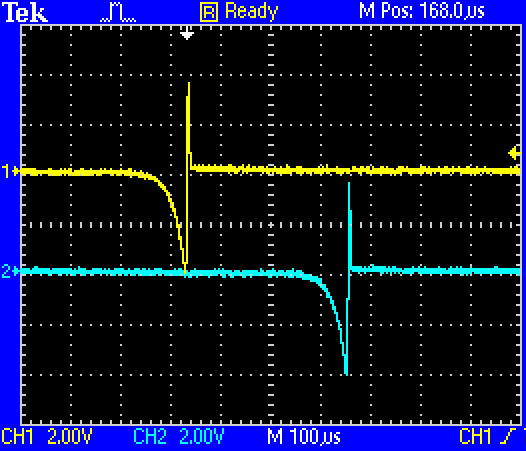 Tek R Ready M Pos: 168.0µs
1
2
CH1 2.00V CH2 2.00V M 100µs CH1